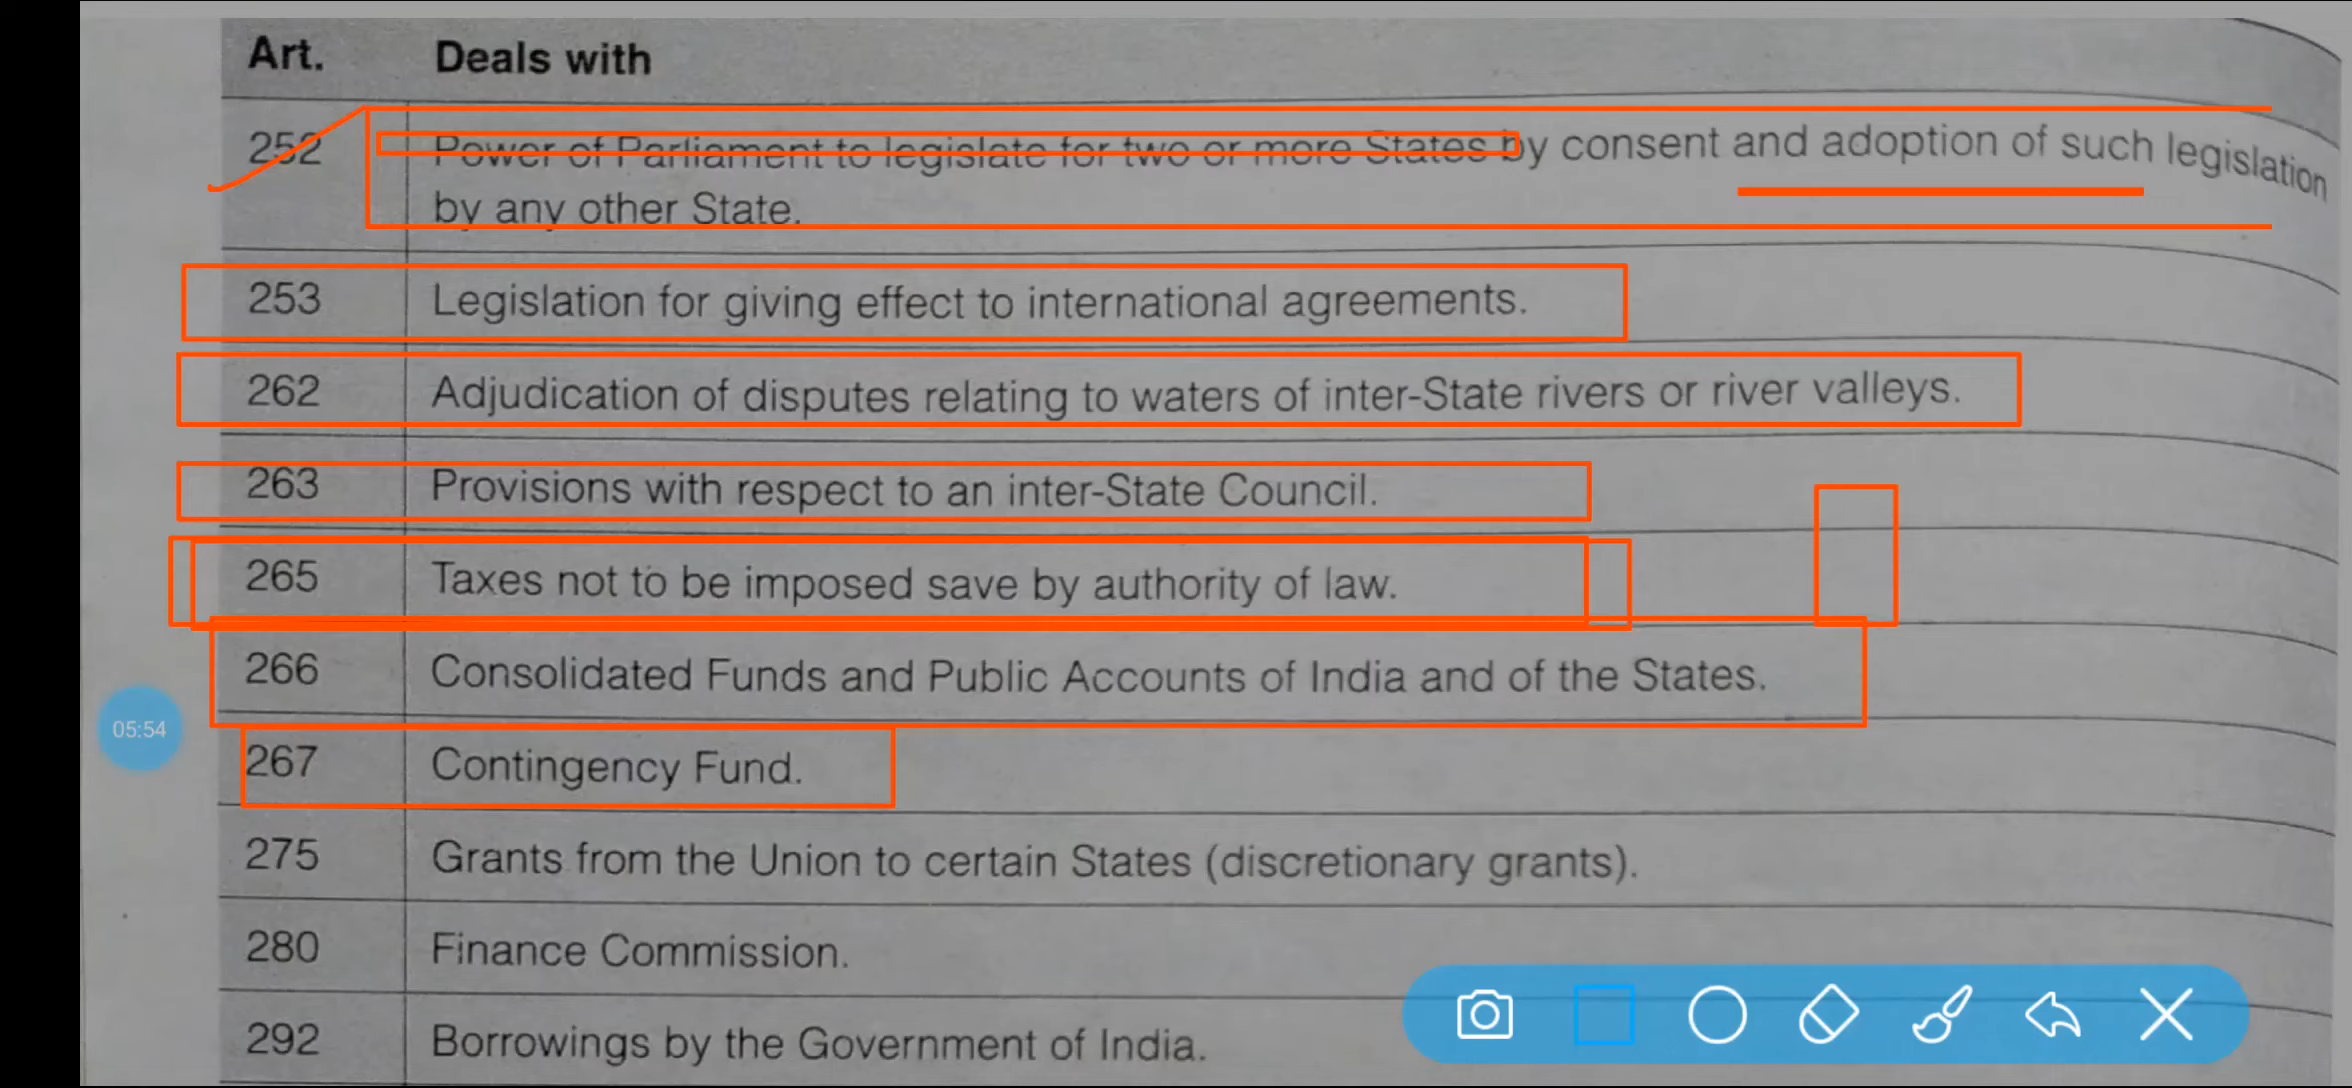 Art. Deals with
252 Power of Parliament to legislate for two or more States by consent and adoption of such legislation
by any other State.
253 Legislation for giving effect to international agreements.
262 Adjudication of disputes relating to waters of inter-State rivers or river valleys.
263 Provisions with respect to an inter-State Council.
265 Taxes not to be imposed save by authority of law.
266 Consolidated Funds and Public Accounts of India and of the States.
05:54
267 Contingency Fund.
275 Grants from the Union to certain States (discretionary grants).
280 Finance Commission.
292 Borrowings by the Government of India.